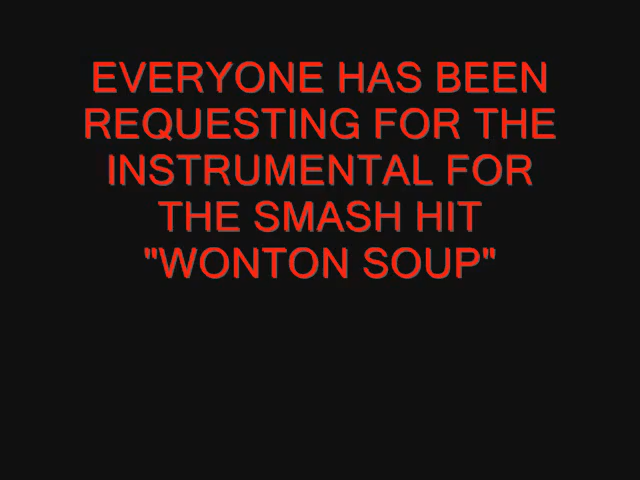 EVERYONE HAS BEEN
REQUESTING FOR THE
INSTRUMENTAL FOR
THE SMASH HIT
"WONTON SOUP"